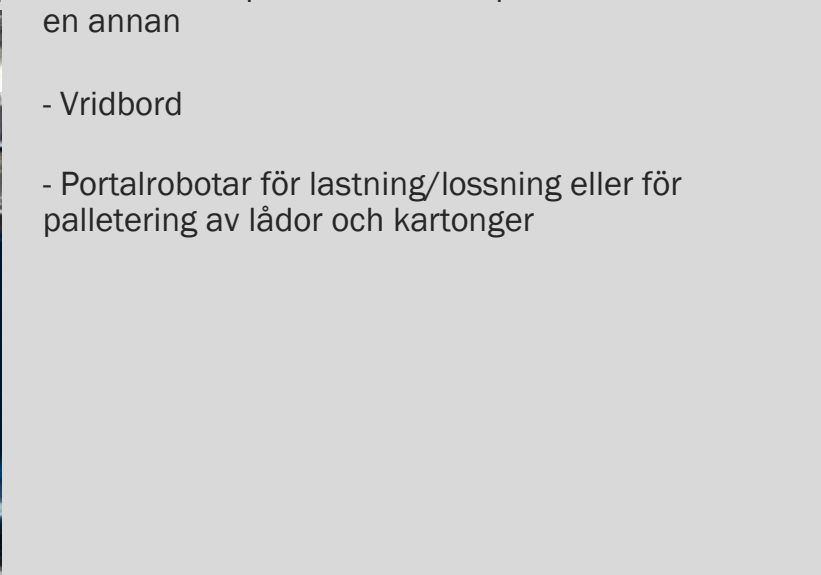 en annan
- Vridbord
- Portalrobotar för lastning/lossning eller för
palletering av lådor och kartonger